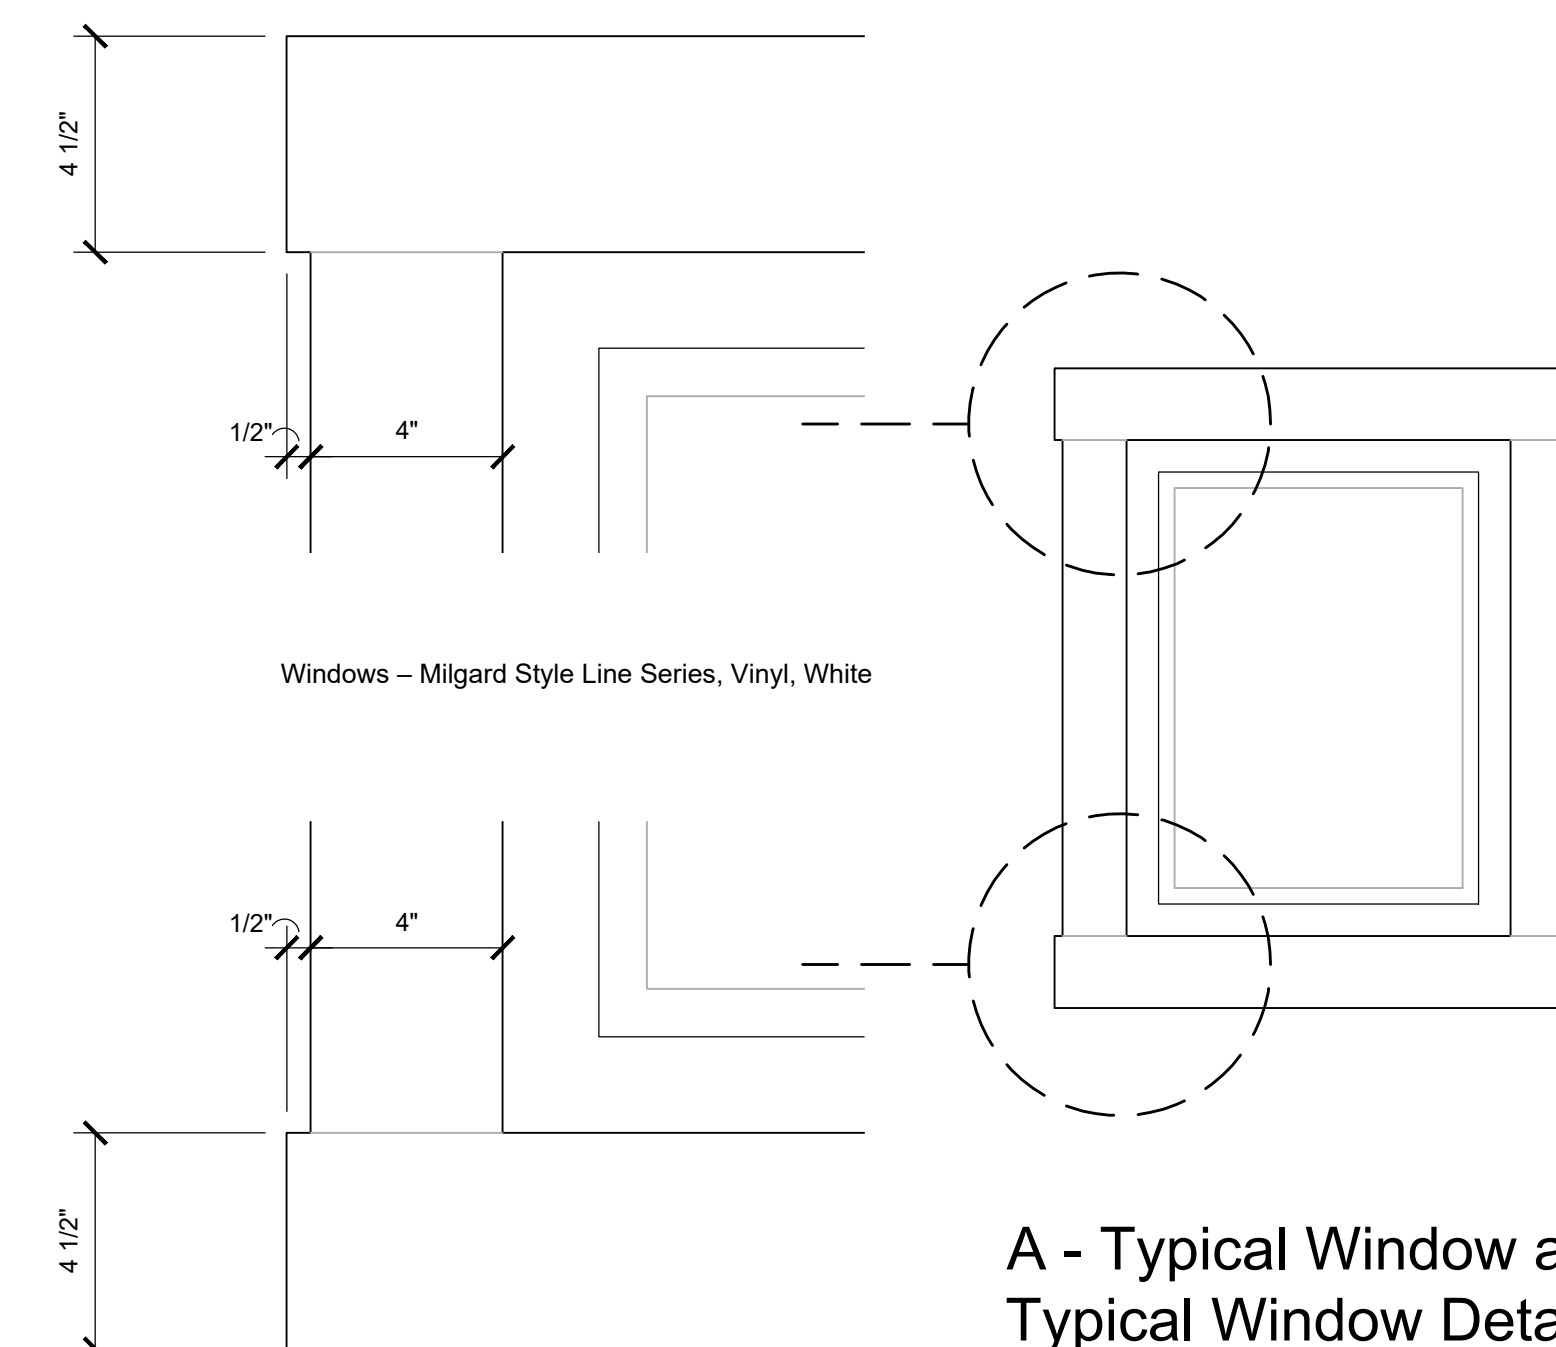 4 1/2"
1/2"
4"
Windows – Milgard Style Line Series, Vinyl, White
1/2"
4"
4 1/2"
A - Typical Window
Typical Window